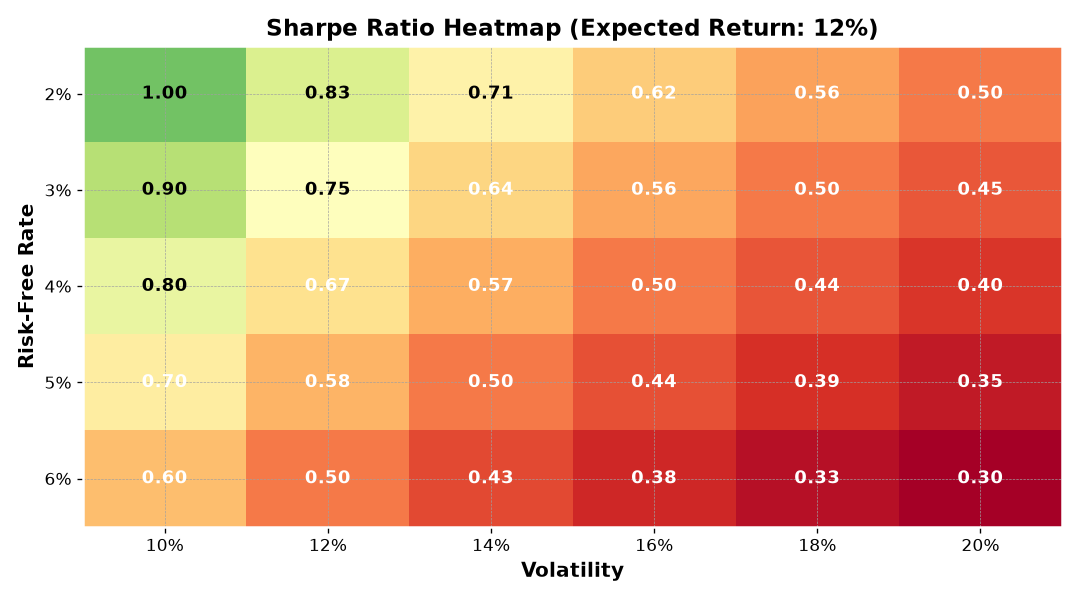 Sharpe Ratio Heatmap (Expected Return: 12%)
Risk-Free Rate
2% 1.00 0.83 0.71 0.62 0.56 0.50
3% 0.90 0.75 0.64 0.56 0.50 0.45
4% 0.80 0.67 0.57 0.50 0.44 0.40
5% 0.70 0.58 0.50 0.44 0.39 0.35
6% 0.60 0.50 0.43 0.38 0.33 0.30
10% 12% 14% 16% 18% 20%
Volatility